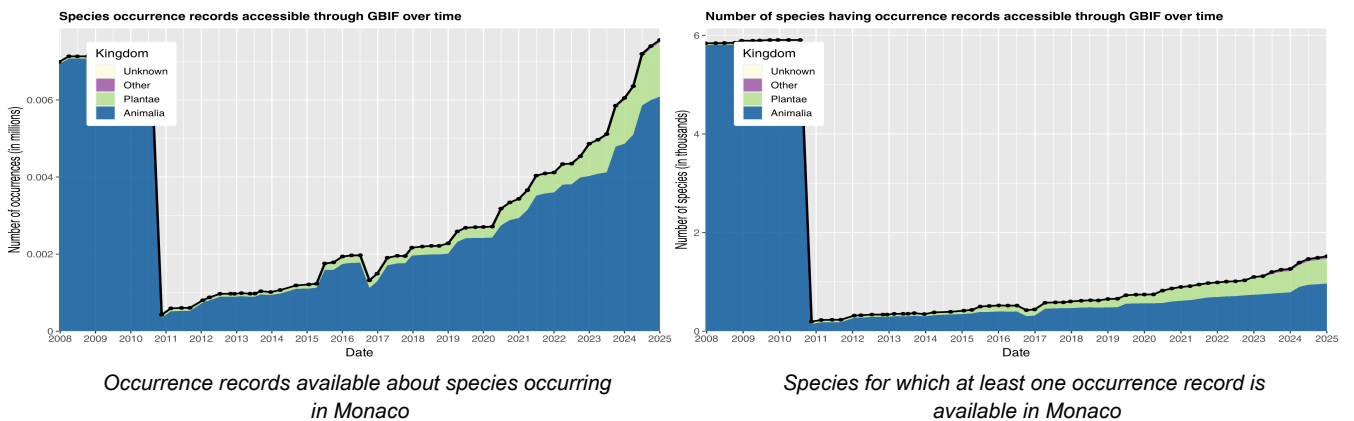 Species occurrence records accessible through GBIF over time
Number of occurrences (in millions)
0.006
0.004
0.002
0
Kingdom
Unknown
Other
Plantae
Animalia
2008 2009 2010 2011 2012 2013 2014 2015 2016 2017 2018 2019 2020 2021 2022 2023 2024 2025
Date
Occurrence records available about species occurring
in Monaco
Number of species having occurrence records accessible through GBIF over time
Number of species (in thousands)
6
4
2
0
Kingdom
Unknown
Other
Plantae
Animalia
2008 2009 2010 2011 2012 2013 2014 2015 2016 2017 2018 2019 2020 2021 2022 2023 2024 2025
Date
Species for which at least one occurrence record is
available in Monaco